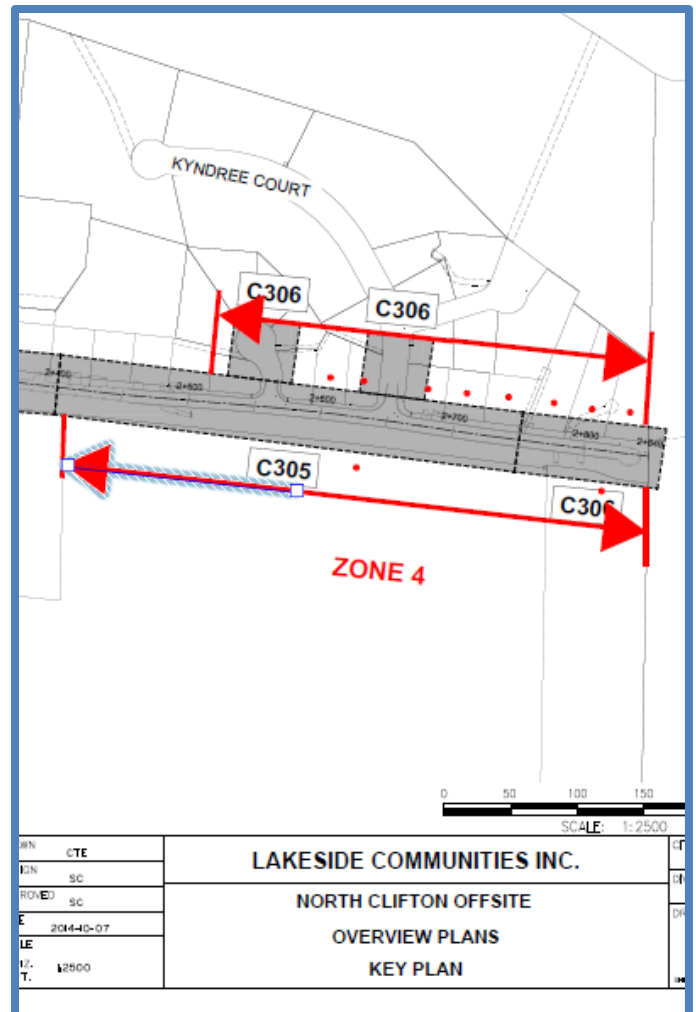 KYNDREE COURT
C306
C306
2+500
2+600
2+700
2+800
C305
C306
ZONE 4
0 50 100 150
SCALE: 1:2500
CTE
SC
SC
2014-10-07
LAKESIDE COMMUNITIES INC.
NORTH CLIFTON OFFSITE
OVERVIEW PLANS
KEY PLAN